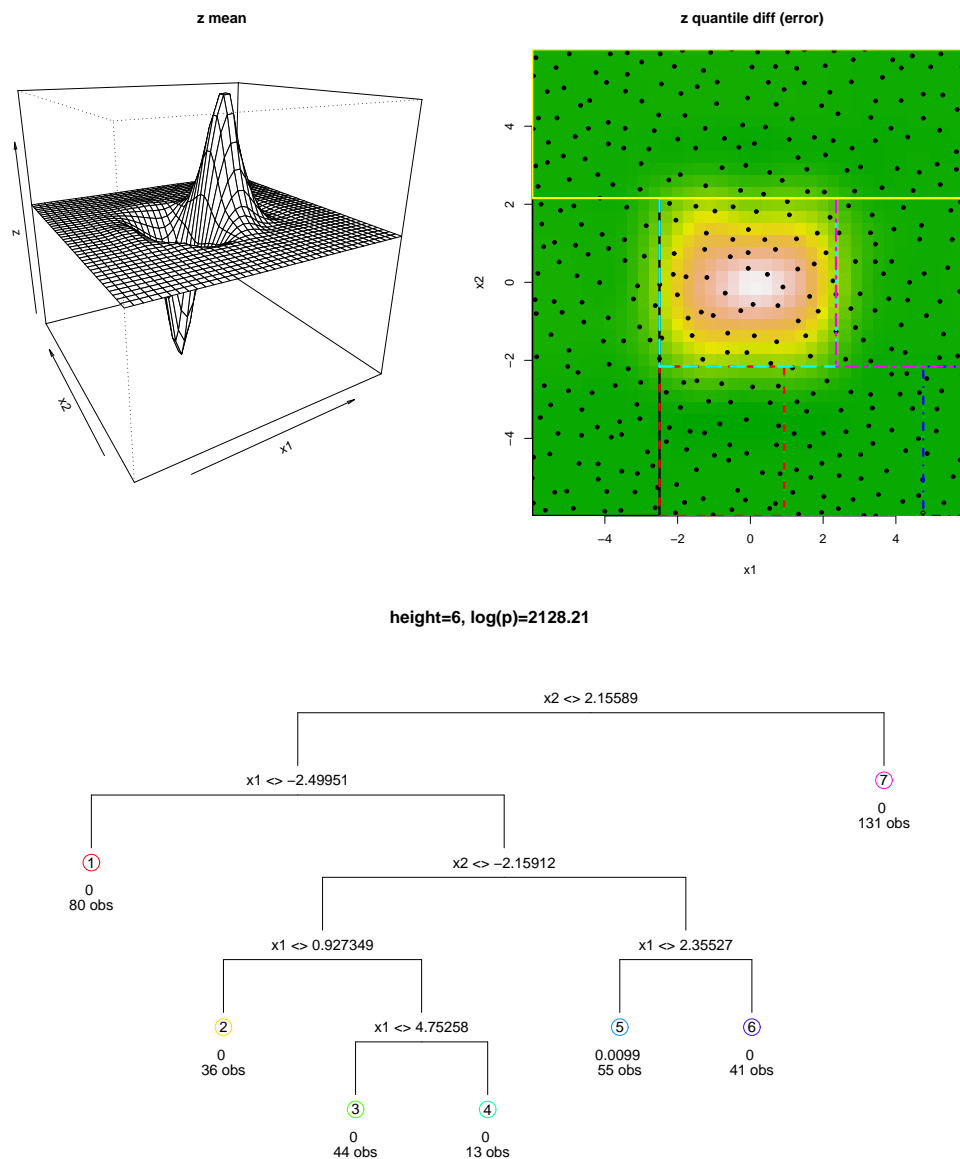 z mean
z quantile diff (error)
z
x2
x1
x2
4
2
0
−2
−4
−4
−2
0
2
4
x1
height=6, log(p)=2128.21
x2 <> 2.15589
x1 <> −2.49951
7
0
131 obs
1
0
80 obs
x2 <> −2.15912
x1 <> 0.927349
x1 <> 2.35527
2
0
36 obs
x1 <> 4.75258
5
0.0099
55 obs
6
0
41 obs
3
0
44 obs
4
0
13 obs